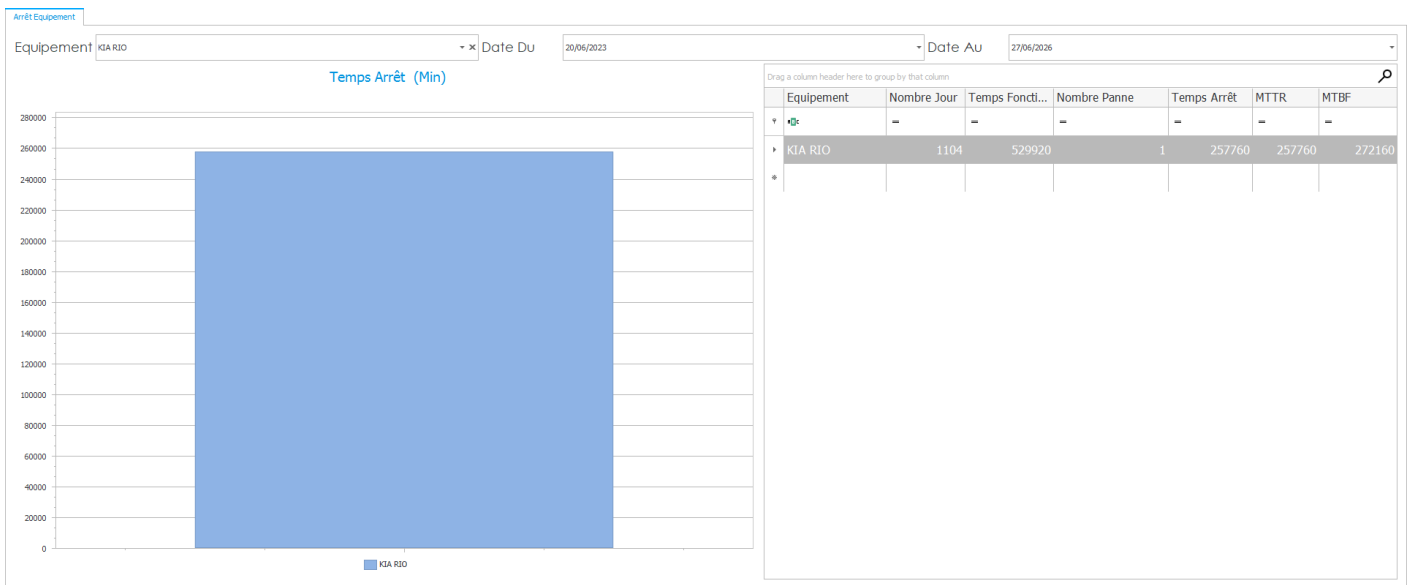 Arrêt Equipement
Equipement KIA RIO Date Du 20/06/2023 Date Au 27/06/2026
Temps Arrêt (Min)
280000
260000
240000
220000
200000
180000
160000
140000
120000
100000
80000
60000
40000
20000
0
KIA RIO
Drag a column header here to group by that column
Equipement Nombre Jour Temps Foncti... Nombre Panne Temps Arrêt MTTR MTBF
= = = = = =
KIA RIO 1104 529920 1 257760 257760 272160